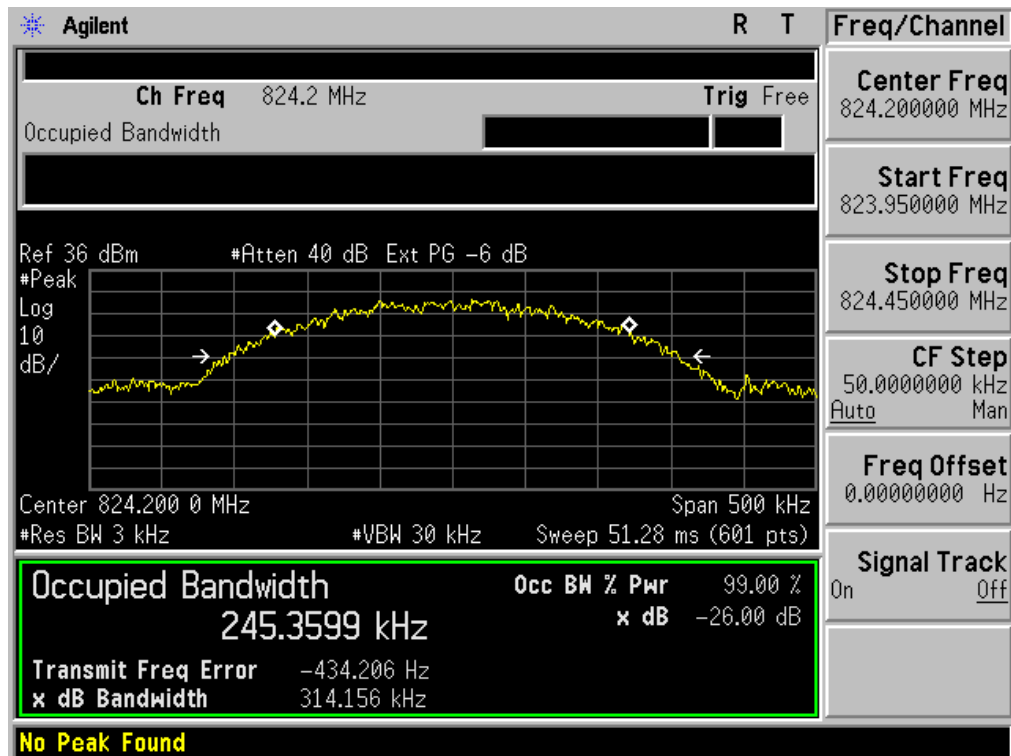 Agilent R T
Freq/Channel
Ch Freq 824.2 MHz Trig Free
Occupied Bandwidth
Center Freq
824.200000 MHz
Start Freq
823.950000 MHz
Ref 36 dBm #Atten 40 dB Ext PG -6 dB
#Peak
Log
10
dB/
Stop Freq
824.450000 MHz
CF Step
50.0000000 kHz
Auto Man
Freq Offset
0.00000000 Hz
Center 824.200 0 MHz Span 500 kHz
#Res BW 3 kHz #VBW 30 kHz Sweep 51.28 ms (601 pts)
Signal Track
On Off
Occupied Bandwidth Occ BW % Pwr 99.00 %
245.3599 kHz x dB -26.00 dB
Transmit Freq Error -434.206 Hz
x dB Bandwidth 314.156 kHz
No Peak Found